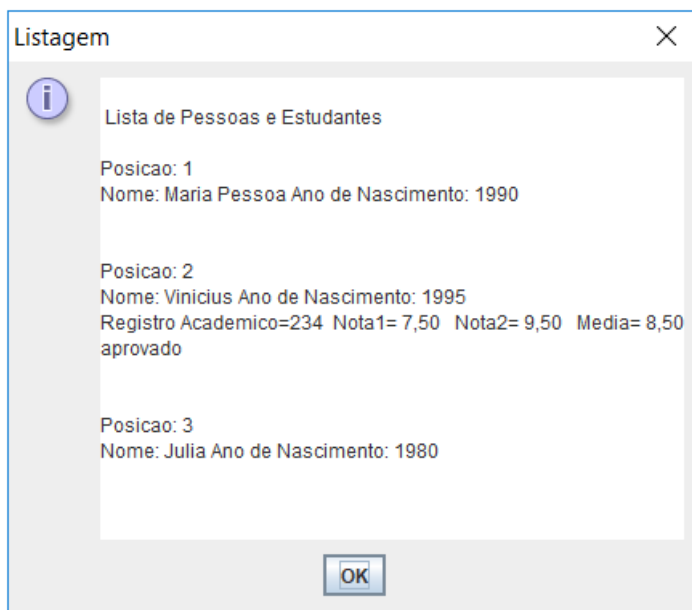 Listagem
Lista de Pessoas e Estudantes
Posicao: 1
Nome: Maria Pessoa Ano de Nascimento: 1990
Posicao: 2
Nome: Vinicius Ano de Nascimento: 1995
Registro Academico=234 Nota1= 7,50 Nota2= 9,50 Media= 8,50
aprovado
Posicao: 3
Nome: Julia Ano de Nascimento: 1980
OK